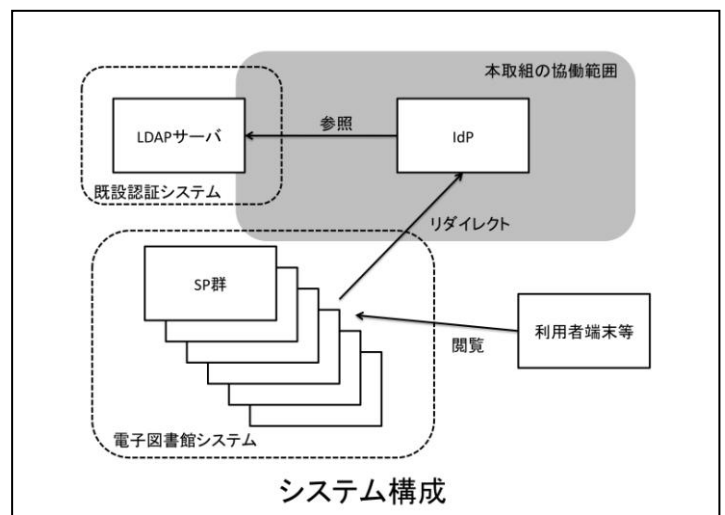 本取組の協働範囲
LDAPサーバ
参照
IdP
既設認証システム
リダイレクト
SP群
利用者端末等
閲覧
電子図書館システム
システム構成